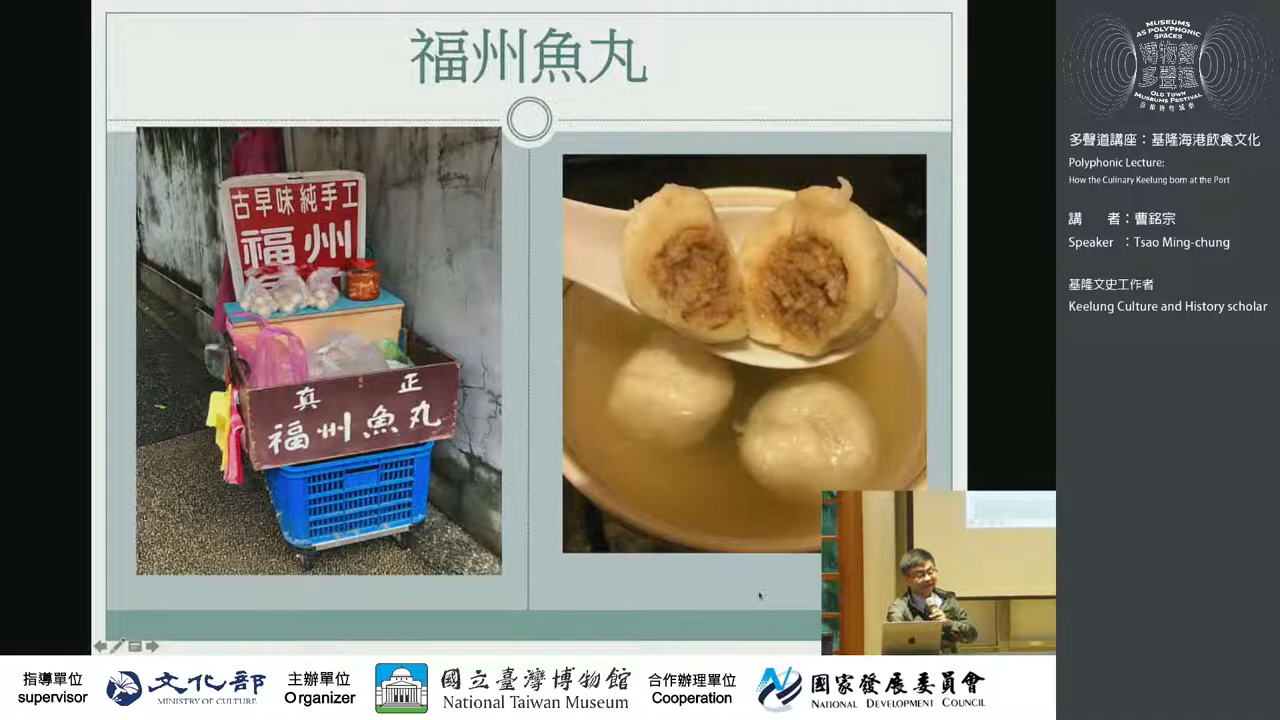 福州魚丸
古早味純手工
福州
真 正
福州魚丸
MUSEUMS
AS POLYPHONIC
SPACES
博物館
多聲道
OLD TOWN
MUSEUMS FESTIVAL
多聲道講座：基隆海港飲食文化
Polyphonic Lecture:
How the Culinary Keelung born at the Port
講 者：曹銘宗
Speaker ：Tsao Ming-chung
基隆文史工作者
Keelung Culture and History scholar
指導單位
supervisor
文化部
MINISTRY OF CULTURE
主辦單位
Organizer
國立臺灣博物館
National Taiwan Museum
合作辦理單位
Cooperation
國家發展委員會
NATIONAL DEVELOPMENT COUNCIL